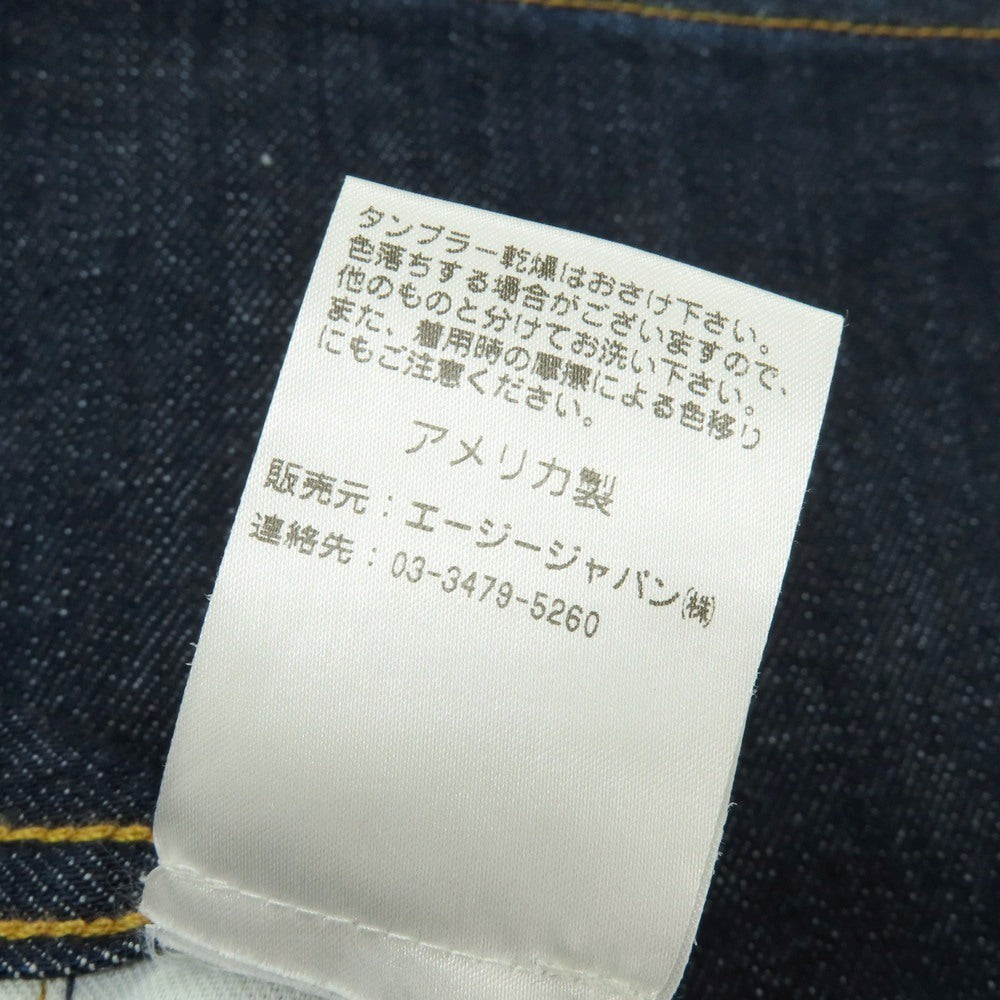 タンブラー乾燥はおさけ下さい。
色落ちする場合がございますので、
他のものと分けてお洗い下さい。
また、着用時の摩擦による色移り
にもご注意ください。
アメリカ製
販売元：エージージャパン㈱
連絡先：03-3479-5260